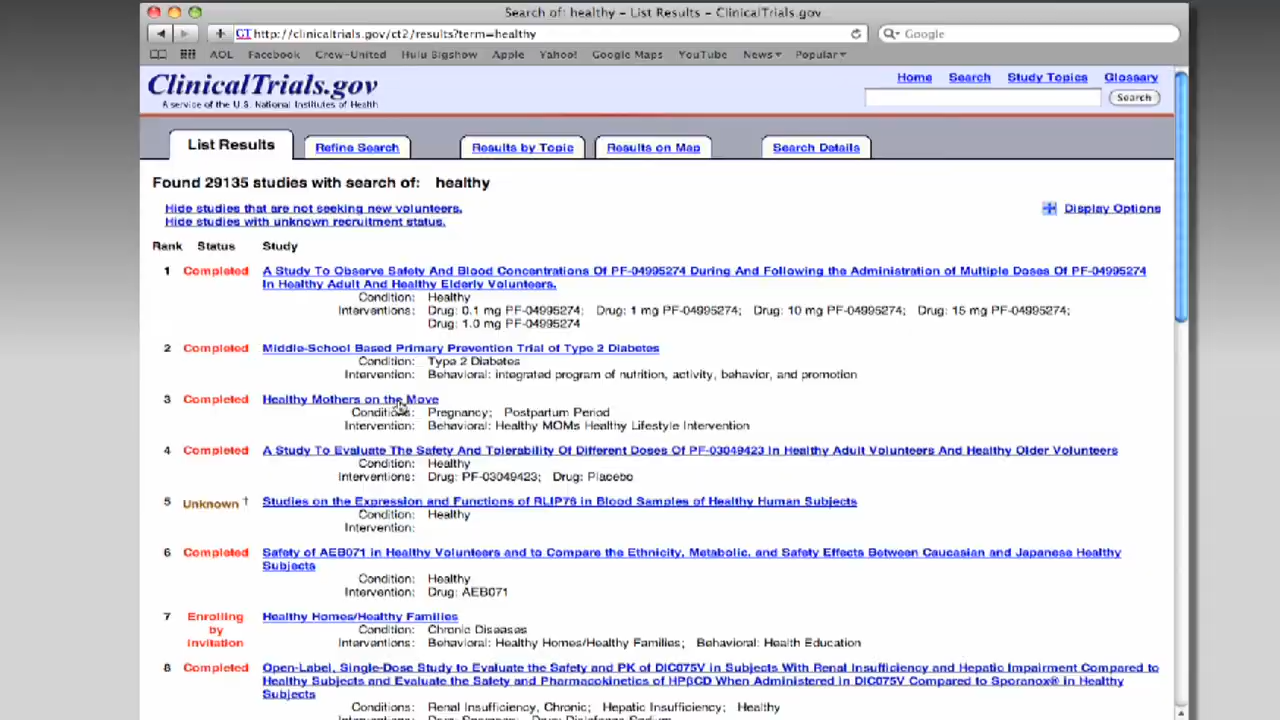 Search of: healthy – List Results – ClinicalTrials.gov
CT http://clinicaltrials.gov/ct2/results?term=healthy
Google
AOL Facebook Crew-United Hulu Bigshow Apple Yahoo! Google Maps YouTube News▾ Popular▾
ClinicalTrials.gov
A service of the U.S. National Institutes of Health
Home Search Study Topics Glossary
Search
List Results Refine Search Results by Topic Results on Map Search Details
Found 29135 studies with search of: healthy
Hide studies that are not seeking new volunteers.
Hide studies with unknown recruitment status.
Display Options
Rank Status Study
1 Completed A Study To Observe Safety And Blood Concentrations Of PF-04995274 During And Following the Administration of Multiple Doses Of PF-04995274
In Healthy Adult And Healthy Elderly Volunteers.
Condition: Healthy
Interventions: Drug: 0.1 mg PF-04995274; Drug: 1 mg PF-04995274; Drug: 10 mg PF-04995274; Drug: 15 mg PF-04995274;
Drug: 1.0 mg PF-04995274
2 Completed Middle-School Based Primary Prevention Trial of Type 2 Diabetes
Condition: Type 2 Diabetes
Intervention: Behavioral: integrated program of nutrition, activity, behavior, and promotion
3 Completed Healthy Mothers on the Move
Conditions: Pregnancy; Postpartum Period
Intervention: Behavioral: Healthy MOMs Healthy Lifestyle Intervention
4 Completed A Study To Evaluate The Safety And Tolerability Of Different Doses Of PF-03049423 In Healthy Adult Volunteers And Healthy Older Volunteers
Condition: Healthy
Interventions: Drug: PF-03049423; Drug: Placebo
5 Unknown † Studies on the Expression and Functions of RLIP76 in Blood Samples of Healthy Human Subjects
Condition: Healthy
Intervention:
6 Completed Safety of AEB071 in Healthy Volunteers and to Compare the Ethnicity, Metabolic, and Safety Effects Between Caucasian and Japanese Healthy
Subjects
Condition: Healthy
Intervention: Drug: AEB071
7 Enrolling by Invitation Healthy Homes/Healthy Families
Condition: Chronic Diseases
Interventions: Behavioral: Healthy Homes/Healthy Families; Behavioral: Health Education
8 Completed Open-Label, Single-Dose Study to Evaluate the Safety and PK of DIC075V in Subjects With Renal Insufficiency and Hepatic Impairment Compared to
Healthy Subjects and Evaluate the Safety and Pharmacokinetics of HPβCD When Administered in DIC075V Compared to Sporanox® in Healthy
Subjects
Conditions: Renal Insufficiency, Chronic; Hepatic Insufficiency; Healthy